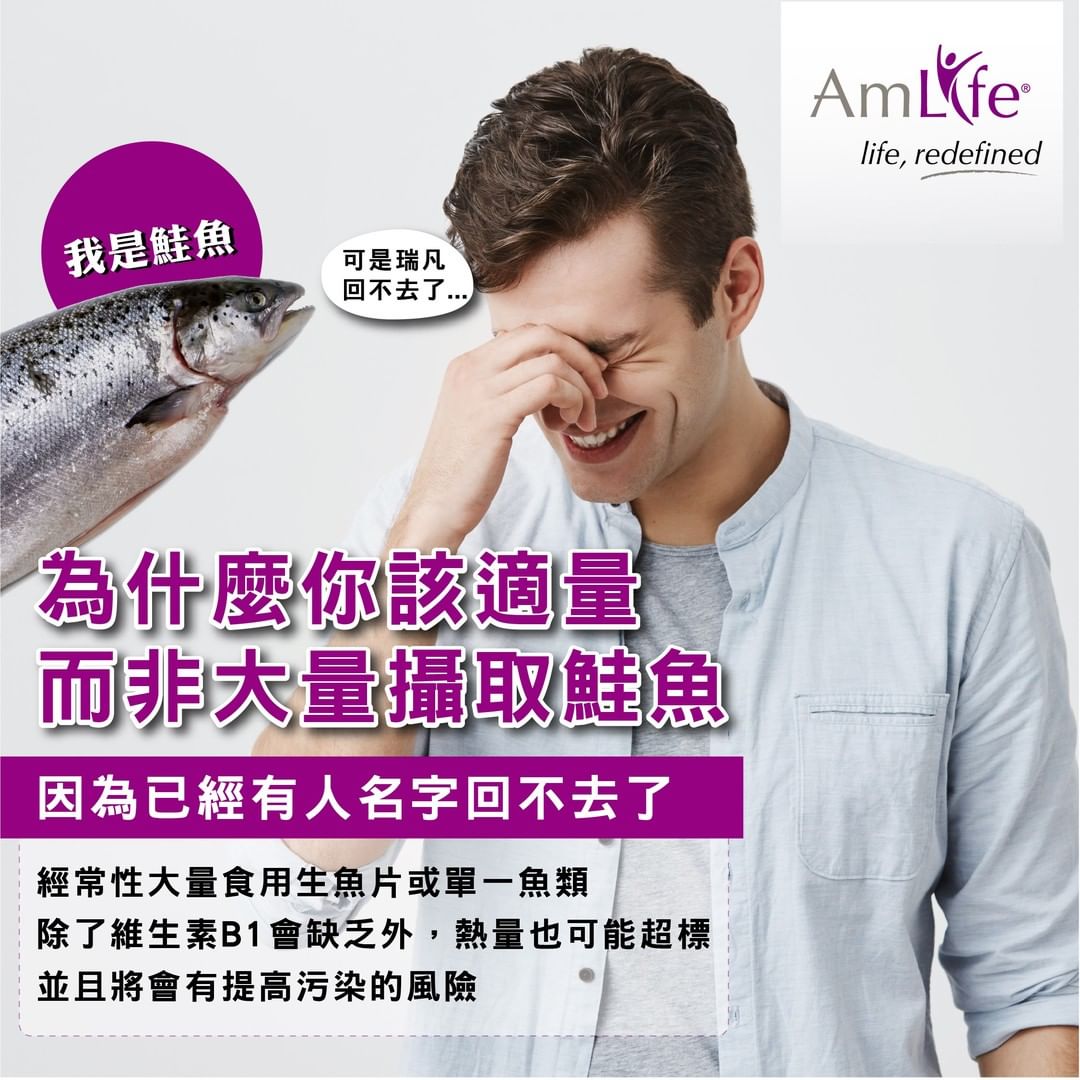 AmLife®
life, redefined
我是鮭魚
可是瑞凡
回不去了...
為什麼你該適量
而非大量攝取鮭魚
因為已經有人名字回不去了
經常性大量食用生魚片或單一魚類
除了維生素B1會缺乏外，熱量也可能超標
並且將會有提高污染的風險